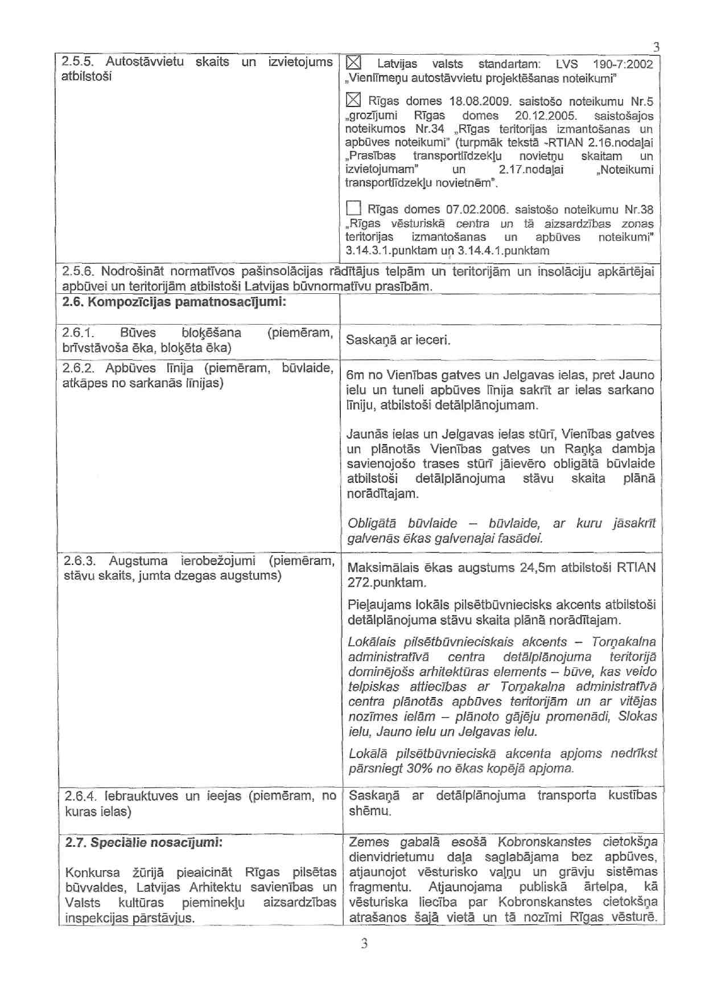 3
2.5.5. Autostāvvietu skaits un izvietojums
atbilstoši
☒ Latvijas valsts standartam: LVS 190-7:2002
„Vienlīmeņu autostāvvietu projektēšanas noteikumi"
☒ Rīgas domes 18.08.2009. saistošo noteikumu Nr.5
„grozījumi Rīgas domes 20.12.2005. saistošajos
noteikumos Nr.34 „Rīgas teritorijas izmantošanas un
apbūves noteikumi" (turpmāk tekstā -RTIAN 2.16.nodaļai
„Prasības transportlīdzekļu novietņu skaitam un
izvietojumam" un 2.17.nodaļai „Noteikumi
transportlīdzekļu novietnēm".
☐ Rīgas domes 07.02.2006. saistošo noteikumu Nr.38
„Rīgas vēsturiskā centra un tā aizsardzības zonas
teritorijas izmantošanas un apbūves noteikumi"
3.14.3.1.punktam un 3.14.4.1.punktam
2.5.6. Nodrošināt normatīvos pašinsolācijas rādītājus telpām un teritorijām un insolāciju apkārtējai
apbūvei un teritorijām atbilstoši Latvijas būvnormatīvu prasībām.
2.6. Kompozīcijas pamatnosacījumi:
2.6.1. Būves bloķēšana (piemēram,
brīvstāvoša ēka, bloķēta ēka)
Saskaņā ar ieceri.
2.6.2. Apbūves līnija (piemēram, būvlaide,
atkāpes no sarkanās līnijas)
6m no Vienības gatves un Jelgavas ielas, pret Jauno
ielu un tuneli apbūves līnija sakrīt ar ielas sarkano
līniju, atbilstoši detālplānojumam.
Jaunās ielas un Jelgavas ielas stūrī, Vienības gatves
un plānotās Vienības gatves un Raņķa dambja
savienojošo trases stūrī jāievēro obligātā būvlaide
atbilstoši detālplānojuma stāvu skaita plānā
norādītajam.
Obligātā būvlaide – būvlaide, ar kuru jāsakrīt
galvenās ēkas galvenajai fasādei.
2.6.3. Augstuma ierobežojumi (piemēram,
stāvu skaits, jumta dzegas augstums)
Maksimālais ēkas augstums 24,5m atbilstoši RTIAN
272.punktam.
Pieļaujams lokāls pilsētbūvniecisks akcents atbilstoši
detālplānojuma stāvu skaita plānā norādītajam.
Lokālais pilsētbūvnieciskais akcents – Torņakalna
administratīvā centra detālplānojuma teritorijā
dominējošs arhitektūras elements – būve, kas veido
telpiskas attiecības ar Torņakalna administratīvā
centra plānotās apbūves teritorijām un ar vitējas
nozīmes ielām – plānoto gājēju promenādi, Slokas
ielu, Jauno ielu un Jelgavas ielu.
Lokālā pilsētbūvnieciskā akcenta apjoms nedrīkst
pārsniegt 30% no ēkas kopējā apjoma.
2.6.4. Iebrauktuves un ieejas (piemēram, no
kuras ielas)
Saskaņā ar detālplānojuma transporta kustības
shēmu.
2.7. Speciālie nosacījumi:
Konkursa žūrijā pieaicināt Rīgas pilsētas
būvvaldes, Latvijas Arhitektu savienības un
Valsts kultūras pieminekļu aizsardzības
inspekcijas pārstāvjus.
Zemes gabalā esošā Kobronskanstes cietokšņa
dienvidrietumu daļa saglabājama bez apbūves,
atjaunojot vēsturisko vaļņu un grāvju sistēmas
fragmentu. Atjaunojama publiskā ārtelpa, kā
vēsturiska liecība par Kobronskanstes cietokšņa
atrašanos šajā vietā un tā nozīmi Rīgas vēsturē.
3